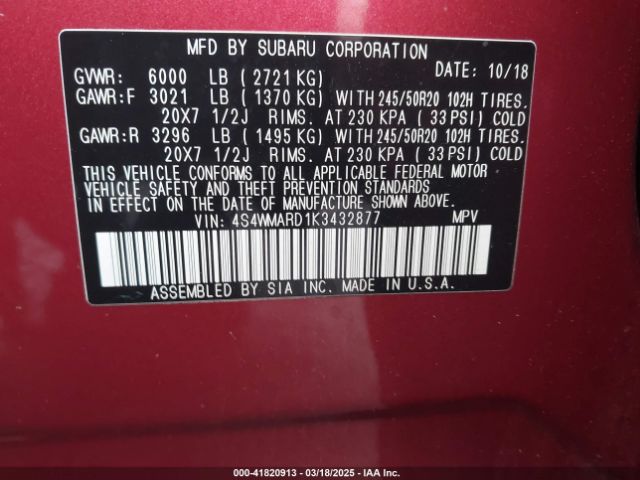 MFD BY SUBARU CORPORATION
GVWR: 6000 LB (2721 KG) DATE: 10/18
GAWR:F 3021 LB (1370 KG) WITH 245/50R20 102H TIRES.
20X7 1/2J RIMS. AT 230 KPA (33 PSI) COLD
GAWR:R 3296 LB (1495 KG) WITH 245/50R20 102H TIRES.
20X7 1/2J RIMS. AT 230 KPA (33 PSI) COLD
THIS VEHICLE CONFORMS TO ALL APPLICABLE FEDERAL MOTOR
VEHICLE SAFETY AND THEFT PREVENTION STANDARDS
IN EFFECT ON THE DATE OF MANUFACTURE SHOWN ABOVE.
VIN: 4S4WMARD1K3432877 MPV
ASSEMBLED BY SIA INC. MADE IN U.S.A.
000-41820913 - 03/18/2025 - IAA Inc.